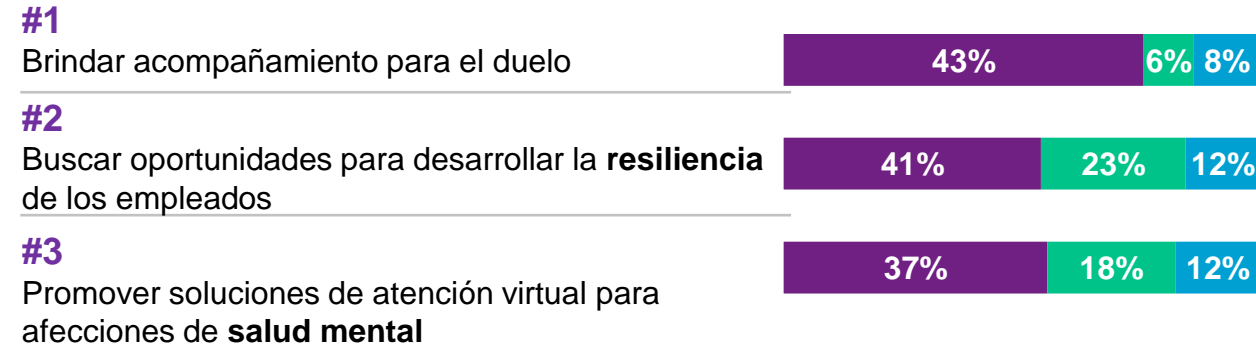 #1
Brindar acompañamiento para el duelo
43% 6% 8%
#2
Buscar oportunidades para desarrollar la resiliencia
de los empleados
41% 23% 12%
#3
Promover soluciones de atención virtual para
afecciones de salud mental
37% 18% 12%